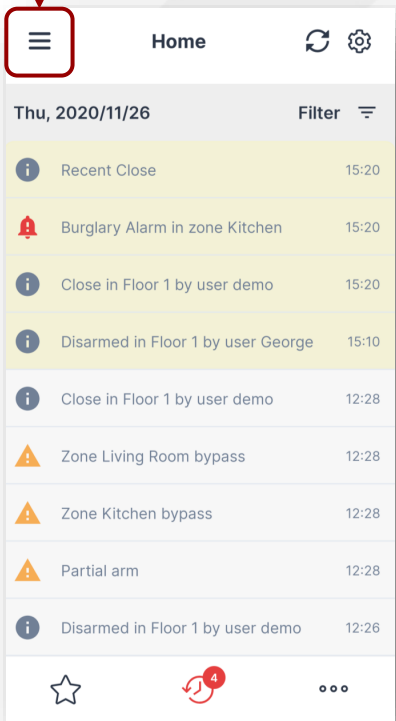 Home
Thu, 2020/11/26 Filter
Recent Close 15:20
Burglary Alarm in zone Kitchen 15:20
Close in Floor 1 by user demo 15:20
Disarmed in Floor 1 by user George 15:10
Close in Floor 1 by user demo 12:28
Zone Living Room bypass 12:28
Zone Kitchen bypass 12:28
Partial arm 12:28
Disarmed in Floor 1 by user demo 12:26
4